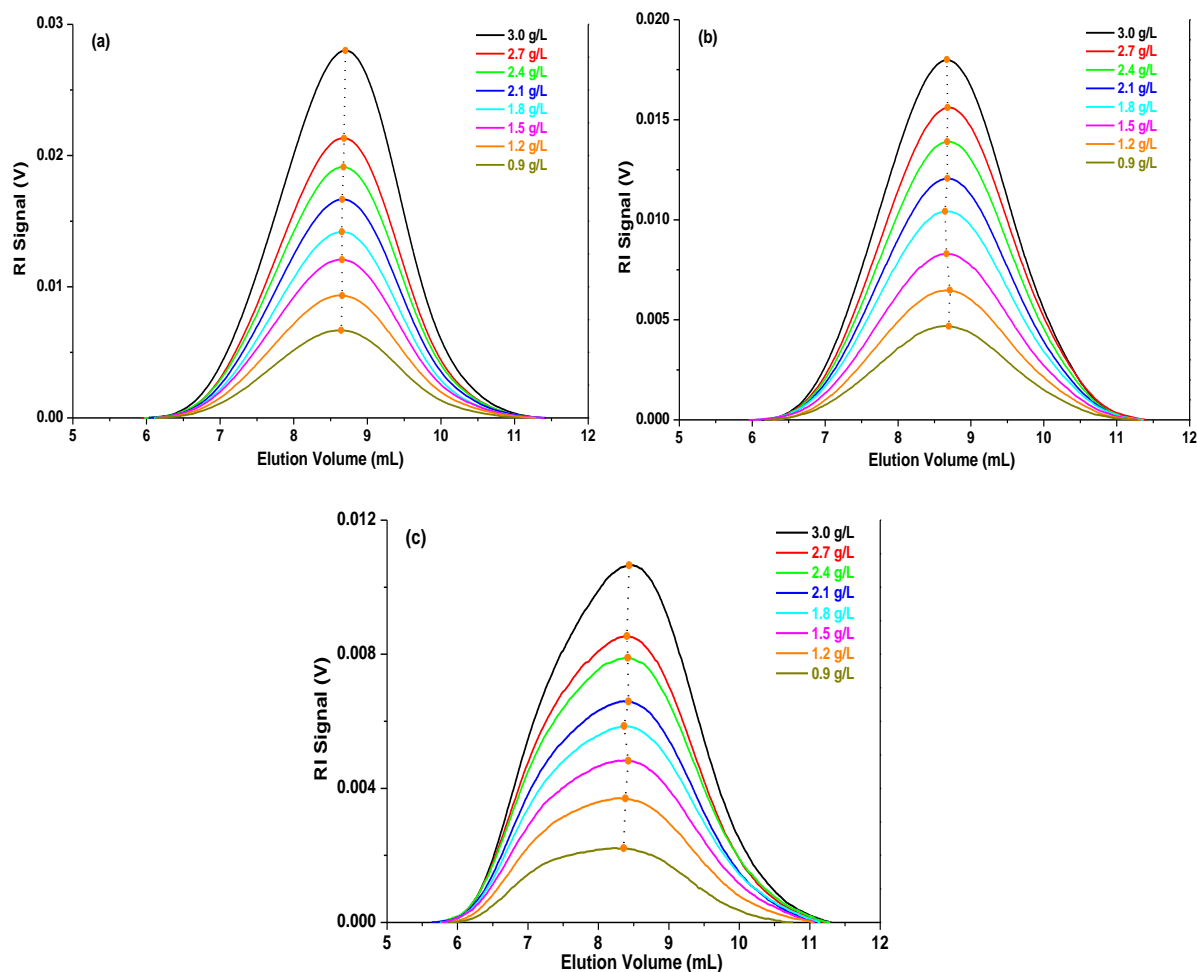 (a)
3.0 g/L
2.7 g/L
2.4 g/L
2.1 g/L
1.8 g/L
1.5 g/L
1.2 g/L
0.9 g/L
0.03
0.02
0.01
0.00
RI Signal (V)
5 6 7 8 9 10 11 12
Elution Volume (mL)
(b)
3.0 g/L
2.7 g/L
2.4 g/L
2.1 g/L
1.8 g/L
1.5 g/L
1.2 g/L
0.9 g/L
0.020
0.015
0.010
0.005
0.000
RI Signal (V)
5 6 7 8 9 10 11 12
Elution Volume (mL)
(c)
3.0 g/L
2.7 g/L
2.4 g/L
2.1 g/L
1.8 g/L
1.5 g/L
1.2 g/L
0.9 g/L
0.012
0.008
0.004
0.000
RI Signal (V)
5 6 7 8 9 10 11 12
Elution Volume (mL)